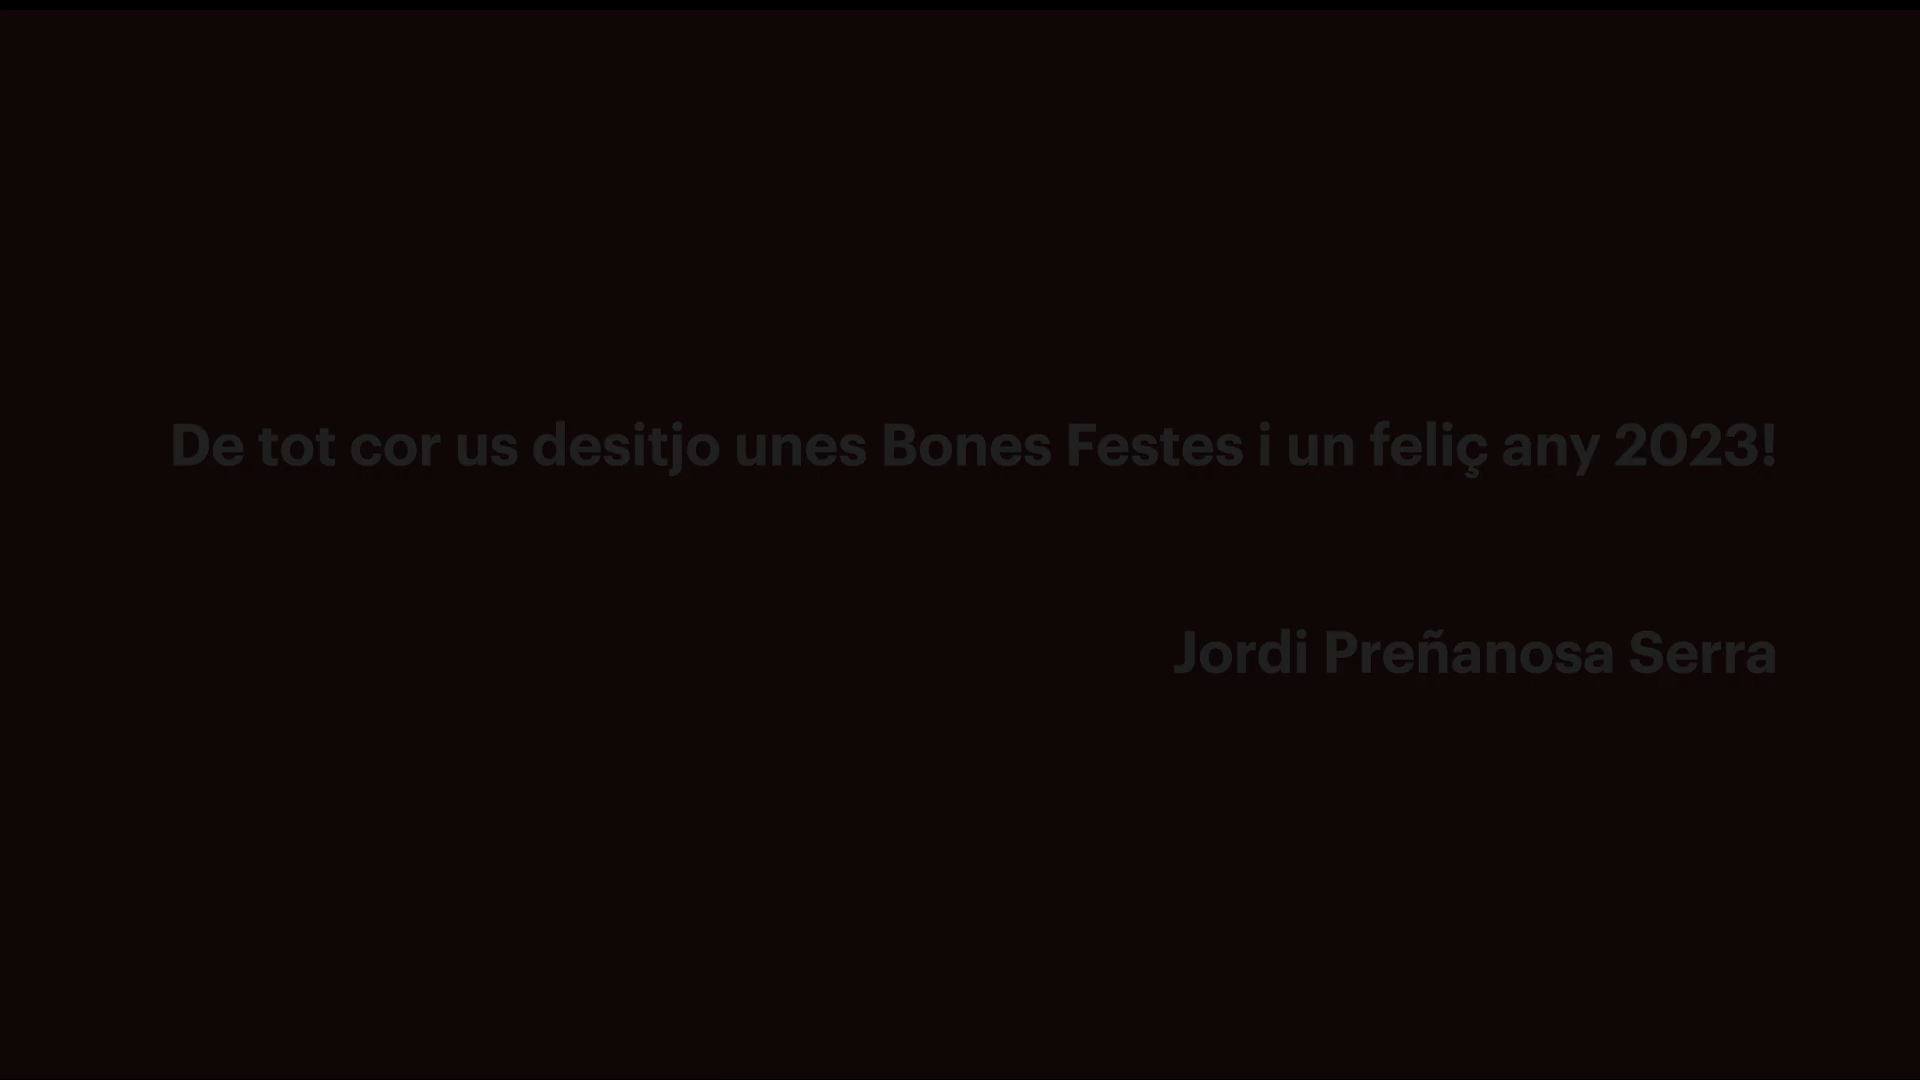 De tot cor us desitjo unes Bones Festes i un feliç any 2023!
Jordi Preñanosa Serra